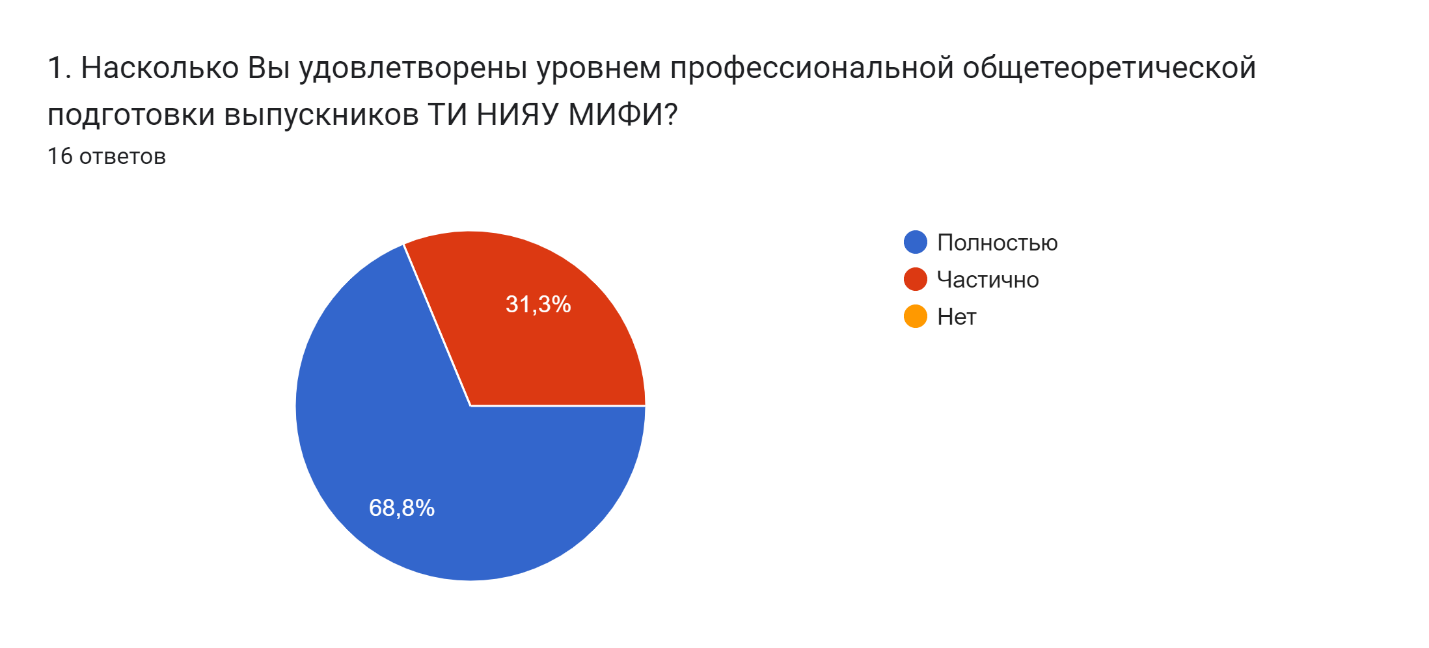 1. Насколько Вы удовлетворены уровнем профессиональной общетеоретической
подготовки выпускников ТИ НИЯУ МИФИ?
16 ответов
Полностью
Частично
Нет
31,3%
68,8%